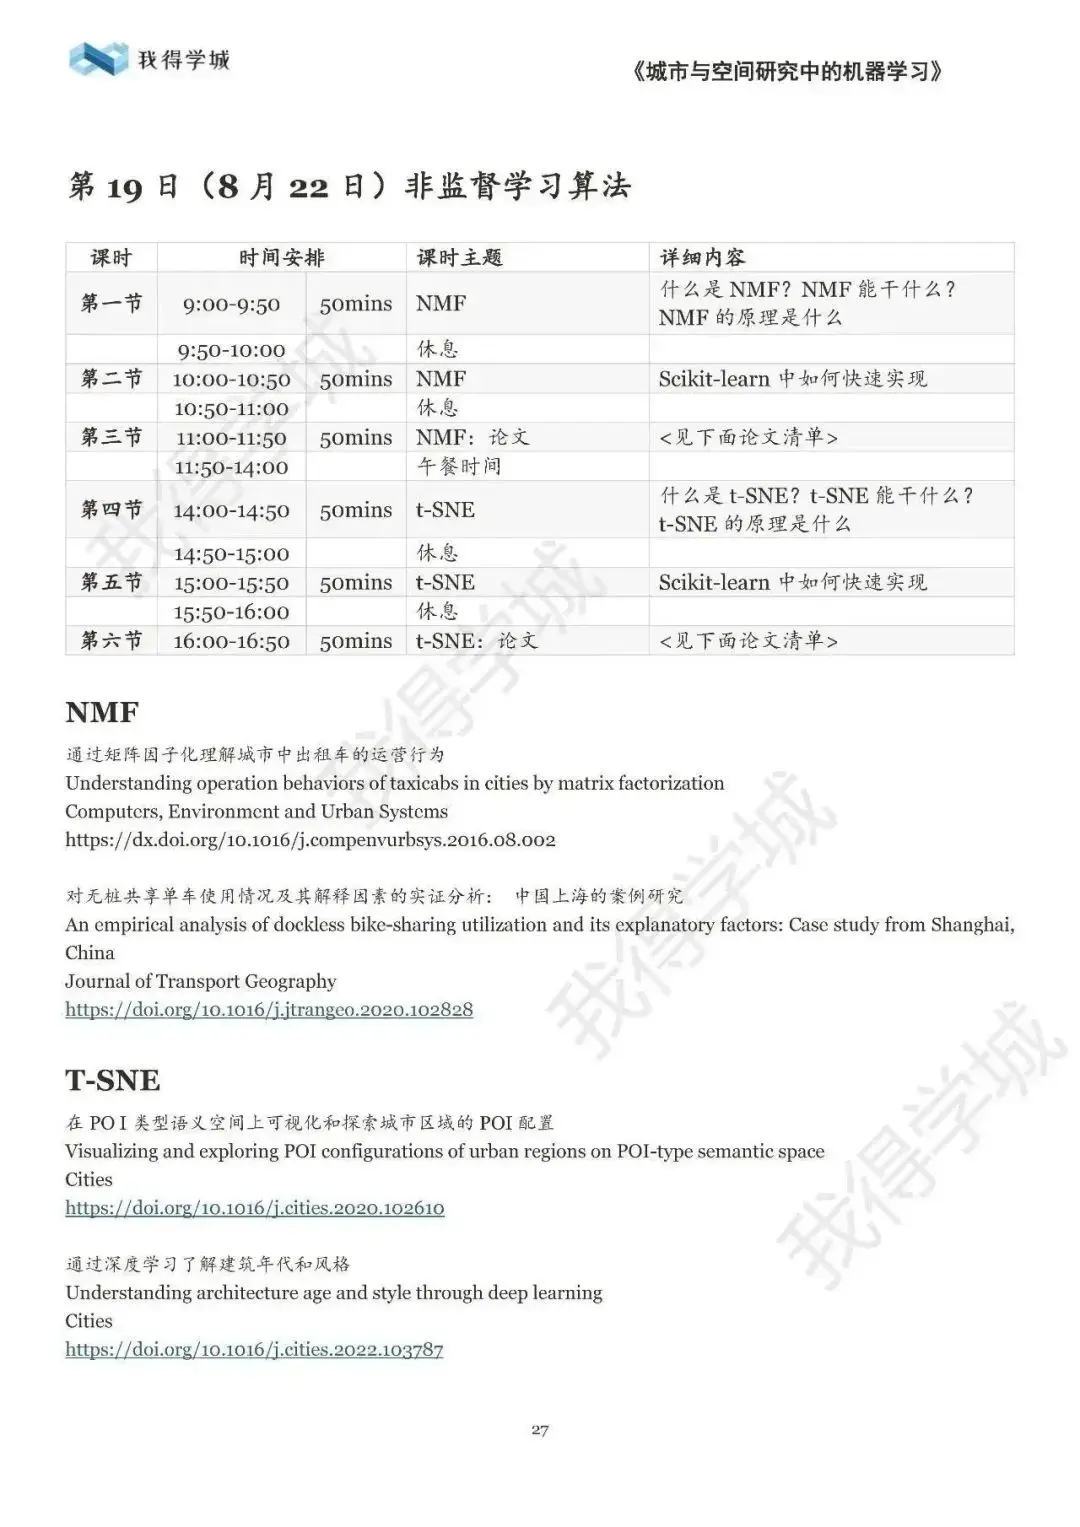 我得学城
《城市与空间研究中的机器学习》
第 19 日（8 月 22 日）非监督学习算法
课时 时间安排 课时主题 详细内容
第一节 9:00-9:50 50mins NMF 什么是 NMF？NMF 能干什么？
NMF 的原理是什么
9:50-10:00 休息
第二节 10:00-10:50 50mins NMF Scikit-learn 中如何快速实现
10:50-11:00 休息
第三节 11:00-11:50 50mins NMF：论文 <见下面论文清单>
11:50-14:00 午餐时间
第四节 14:00-14:50 50mins t-SNE 什么是 t-SNE？t-SNE 能干什么？
t-SNE 的原理是什么
14:50-15:00 休息
第五节 15:00-15:50 50mins t-SNE Scikit-learn 中如何快速实现
15:50-16:00 休息
第六节 16:00-16:50 50mins t-SNE：论文 <见下面论文清单>
NMF
通过矩阵因子化理解城市中出租车的运营行为
Understanding operation behaviors of taxicabs in cities by matrix factorization
Computers, Environment and Urban Systems
https://dx.doi.org/10.1016/j.compenvurbsys.2016.08.002
对无桩共享单车使用情况及其解释因素的实证分析： 中国上海的案例研究
An empirical analysis of dockless bike-sharing utilization and its explanatory factors: Case study from Shanghai,
China
Journal of Transport Geography
https://doi.org/10.1016/j.jtrangeo.2020.102828
T-SNE
在 PO I 类型语义空间上可视化和探索城市区域的 POI 配置
Visualizing and exploring POI configurations of urban regions on POI-type semantic space
Cities
https://doi.org/10.1016/j.cities.2020.102610
通过深度学习了解建筑年代和风格
Understanding architecture age and style through deep learning
Cities
https://doi.org/10.1016/j.cities.2022.103787
27
我得学城
我得学城
我得学城
我得学城